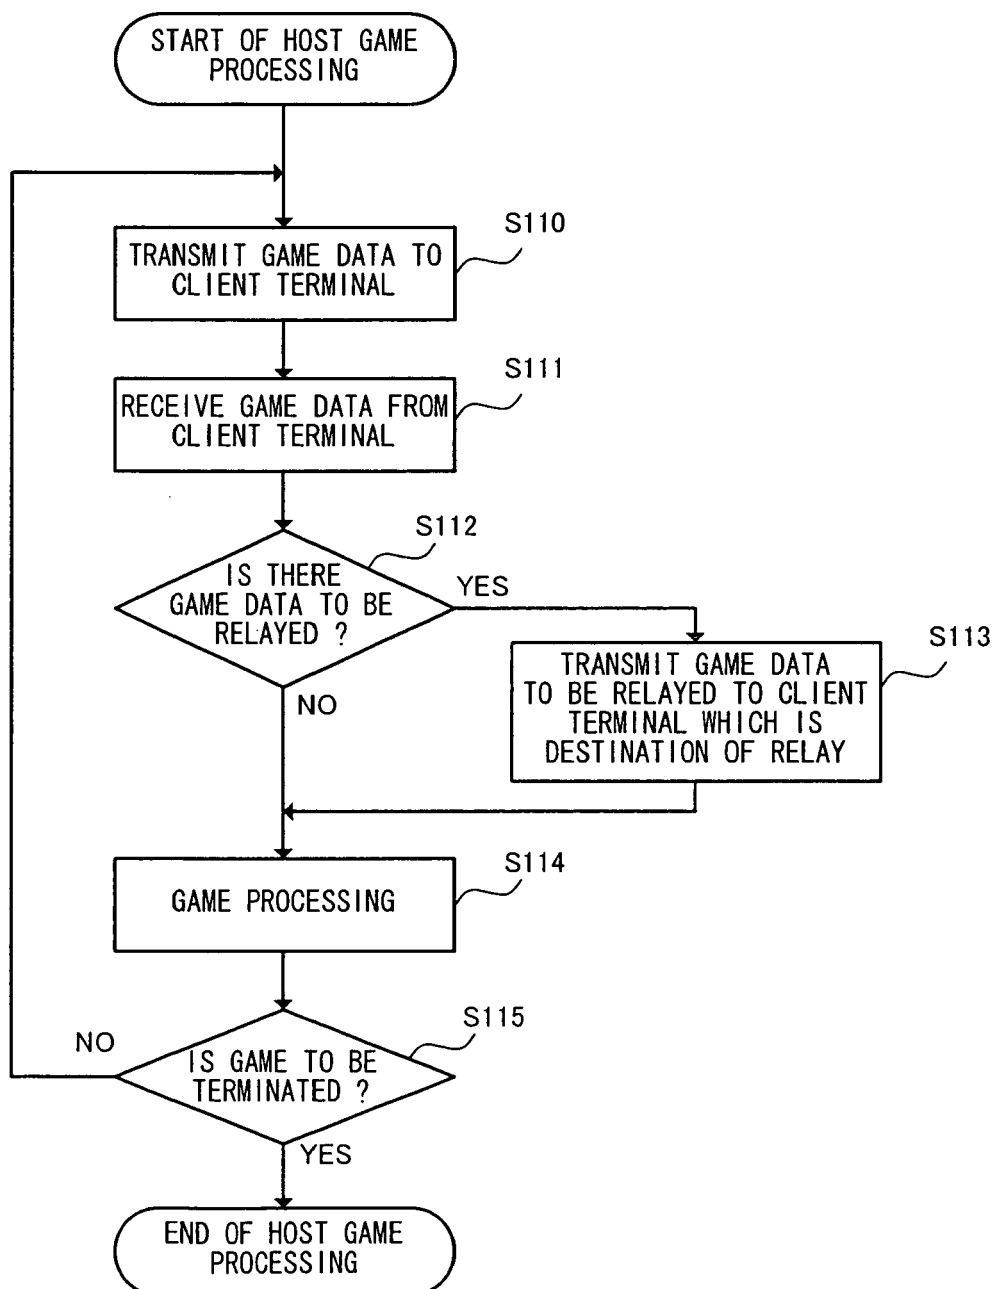 START OF HOST GAME
PROCESSING
S110
TRANSMIT GAME DATA TO
CLIENT TERMINAL
S111
RECEIVE GAME DATA FROM
CLIENT TERMINAL
S112
IS THERE
GAME DATA TO BE
RELAYED ?
YES
NO
S113
TRANSMIT GAME DATA
TO BE RELAYED TO CLIENT
TERMINAL WHICH IS
DESTINATION OF RELAY
S114
GAME PROCESSING
S115
NO
IS GAME TO BE
TERMINATED ?
YES
END OF HOST GAME
PROCESSING